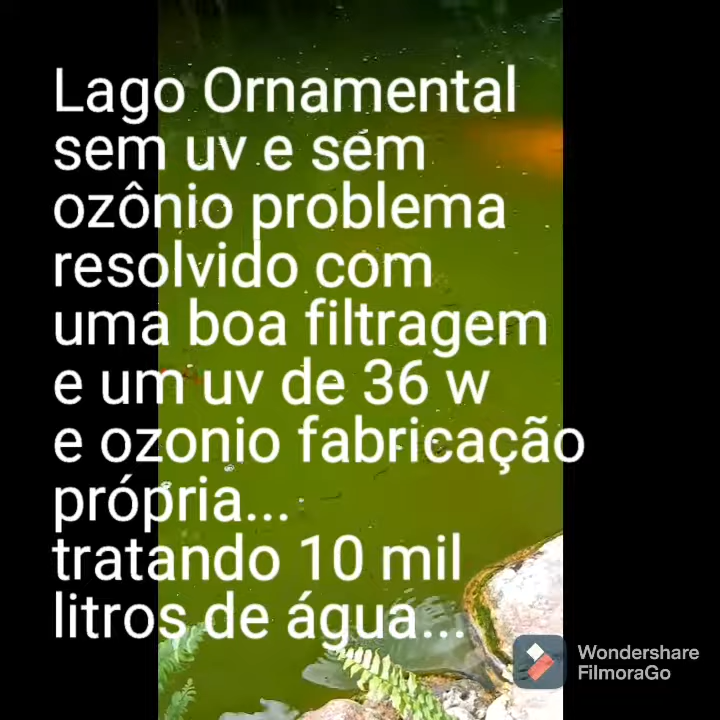 Lago Ornamental
sem uv e sem
ozônio problema
resolvido com
uma boa filtragem
e um uv de 36 w
e ozonio fabricação
própria...
tratando 10 mil
litros de água...
Wondershare
FilmoraGo